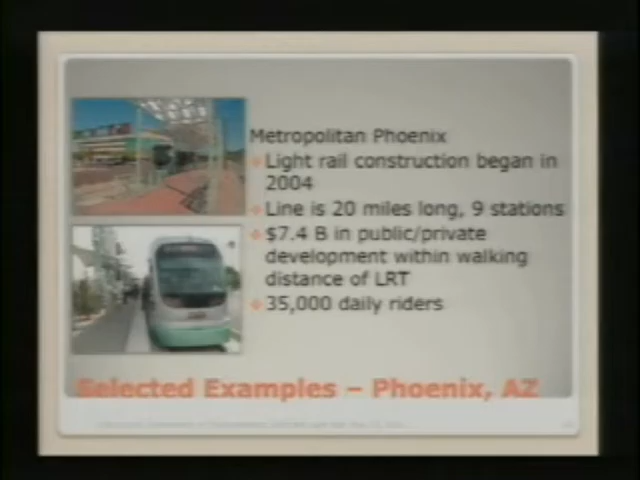 Metropolitan Phoenix
Light rail construction began in
2004
Line is 20 miles long, 9 stations
$7.4 B in public/private
development within walking
distance of LRT
35,000 daily riders
Selected Examples – Phoenix, AZ